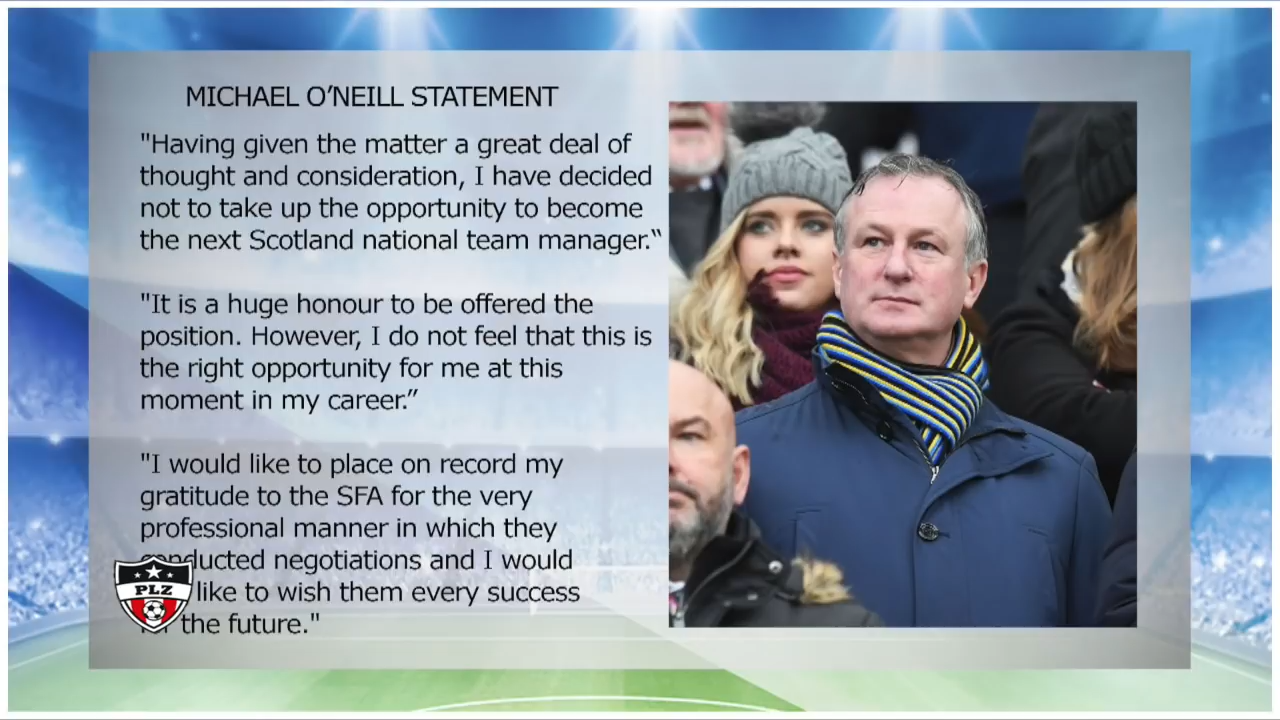 MICHAEL O’NEILL STATEMENT
"Having given the matter a great deal of
thought and consideration, I have decided
not to take up the opportunity to become
the next Scotland national team manager.“
"It is a huge honour to be offered the
position. However, I do not feel that this is
the right opportunity for me at this
moment in my career.”
"I would like to place on record my
gratitude to the SFA for the very
professional manner in which they
conducted negotiations and I would
like to wish them every success
the future."
PLZ